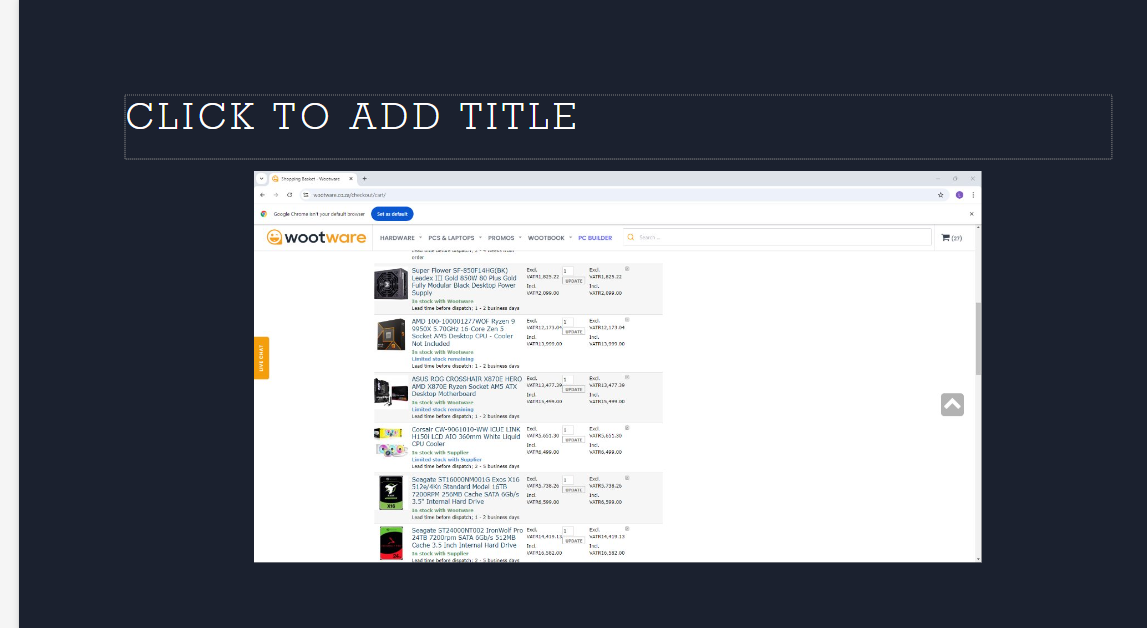 CLICK TO ADD TITLE
Shopping Basket - Wootware
wootware.co.za/checkout/cart/
Google Chrome isn't your default browser
Set as default
wootware
HARDWARE
PCS & LAPTOPS
PROMOS
WOOTBOOK
PC BUILDER
Search ...
(27)
order
Super Flower SF-850F14HG(BK)
Leadex III Gold 850W 80 Plus Gold
Fully Modular Black Desktop Power
Supply
In stock with Wootware
Lead time before dispatch: 1 - 2 business days
Excl.
VATR1,825.22
Incl.
VATR2,099.00
1
UPDATE
Excl.
VATR1,825.22
Incl.
VATR2,099.00
AMD 100-100001277WOF Ryzen 9
9950X 5.70GHz 16-Core Zen 5
Socket AM5 Desktop CPU - Cooler
Not Included
In stock with Wootware
Limited stock remaining
Lead time before dispatch: 1 - 2 business days
Excl.
VATR12,173.04
Incl.
VATR13,999.00
1
UPDATE
Excl.
VATR12,173.04
Incl.
VATR13,999.00
LIVE CHAT
ASUS ROG CROSSHAIR X870E HERO
AMD X870E Ryzen Socket AM5 ATX
Desktop Motherboard
In stock with Wootware
Limited stock remaining
Lead time before dispatch: 1 - 2 business days
Excl.
VATR13,477.39
Incl.
VATR15,499.00
1
UPDATE
Excl.
VATR13,477.39
Incl.
VATR15,499.00
Corsair CW-9061010-WW iCUE LINK
H150i LCD AIO 360mm White Liquid
CPU Cooler
In stock with Supplier
Limited stock with Supplier
Lead time before dispatch: 2 - 5 business days
Excl.
VATR5,651.30
Incl.
VATR6,499.00
1
UPDATE
Excl.
VATR5,651.30
Incl.
VATR6,499.00
Seagate ST16000NM001G Exos X16
512e/4Kn Standard Model 16TB
7200RPM 256MB Cache SATA 6Gb/s
3.5" Internal Hard Drive
In stock with Wootware
Lead time before dispatch: 1 - 2 business days
Excl.
VATR5,738.26
Incl.
VATR6,599.00
1
UPDATE
Excl.
VATR5,738.26
Incl.
VATR6,599.00
X16
Seagate ST24000NT002 IronWolf Pro
24TB 7200rpm SATA 6Gb/s 512MB
Cache 3.5 Inch Internal Hard Drive
In stock with Supplier
Lead time before dispatch: 2 - 5 business days
Excl.
VATR14,419.13
Incl.
VATR16,582.00
1
UPDATE
Excl.
VATR14,419.13
Incl.
VATR16,582.00